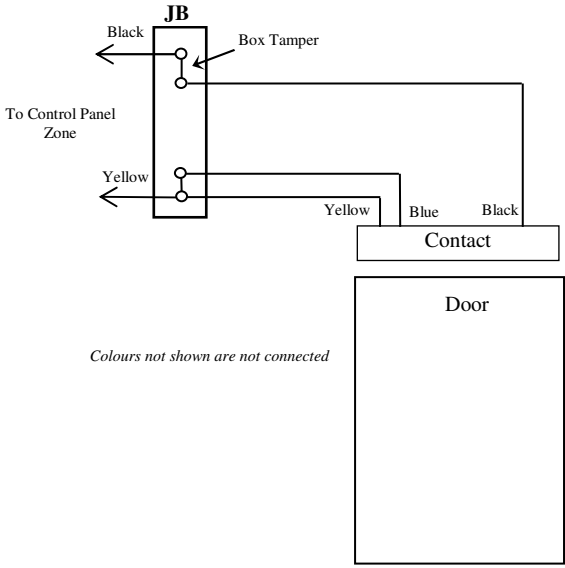 JB
Black
Box Tamper
To Control Panel
Zone
Yellow
Yellow
Blue
Black
Contact
Door
Colours not shown are not connected